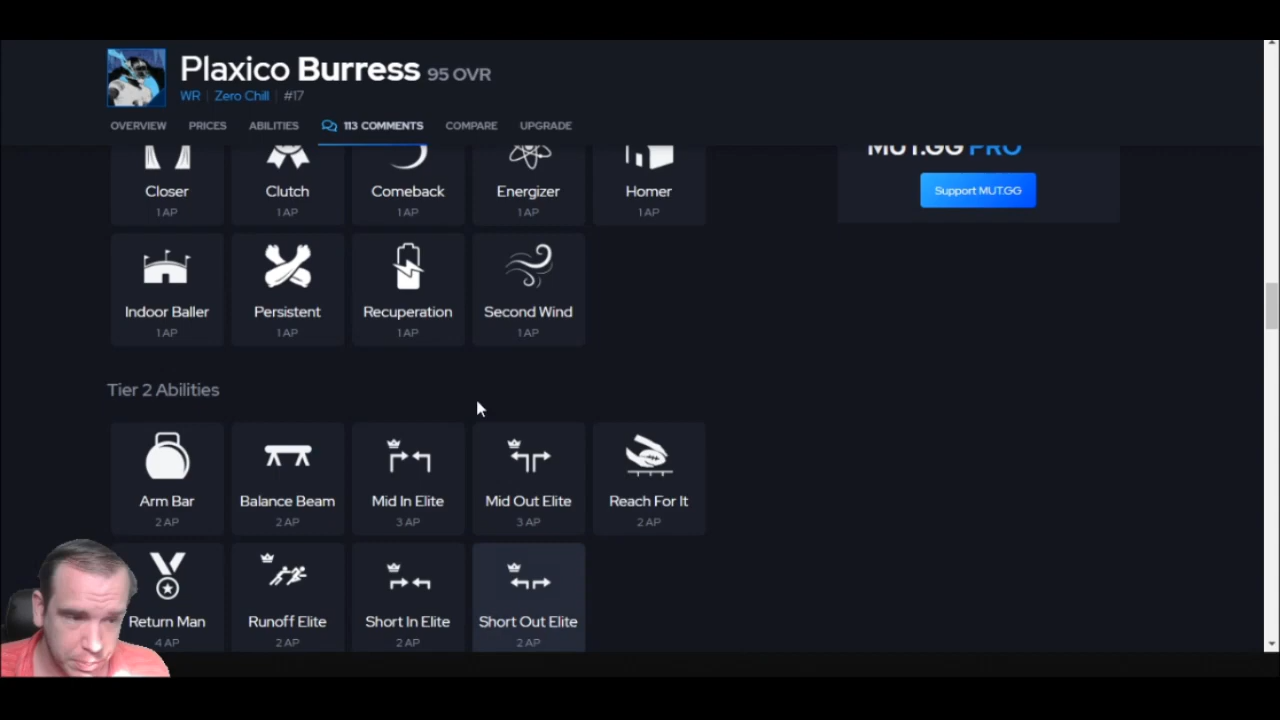 Plaxico Burress 95 OVR
WR | Zero Chill | #17
OVERVIEW PRICES ABILITIES 113 COMMENTS COMPARE UPGRADE
MUT.GG PRO
Support MUT.GG
Closer Clutch Comeback Energizer Homer
1 AP 1 AP 1 AP 1 AP 1 AP
Indoor Baller Persistent Recuperation Second Wind
1 AP 1 AP 1 AP 1 AP
Tier 2 Abilities
Arm Bar Balance Beam Mid In Elite Mid Out Elite Reach For It
2 AP 2 AP 3 AP 3 AP 2 AP
Return Man Runoff Elite Short In Elite Short Out Elite
4 AP 2 AP 2 AP 2 AP